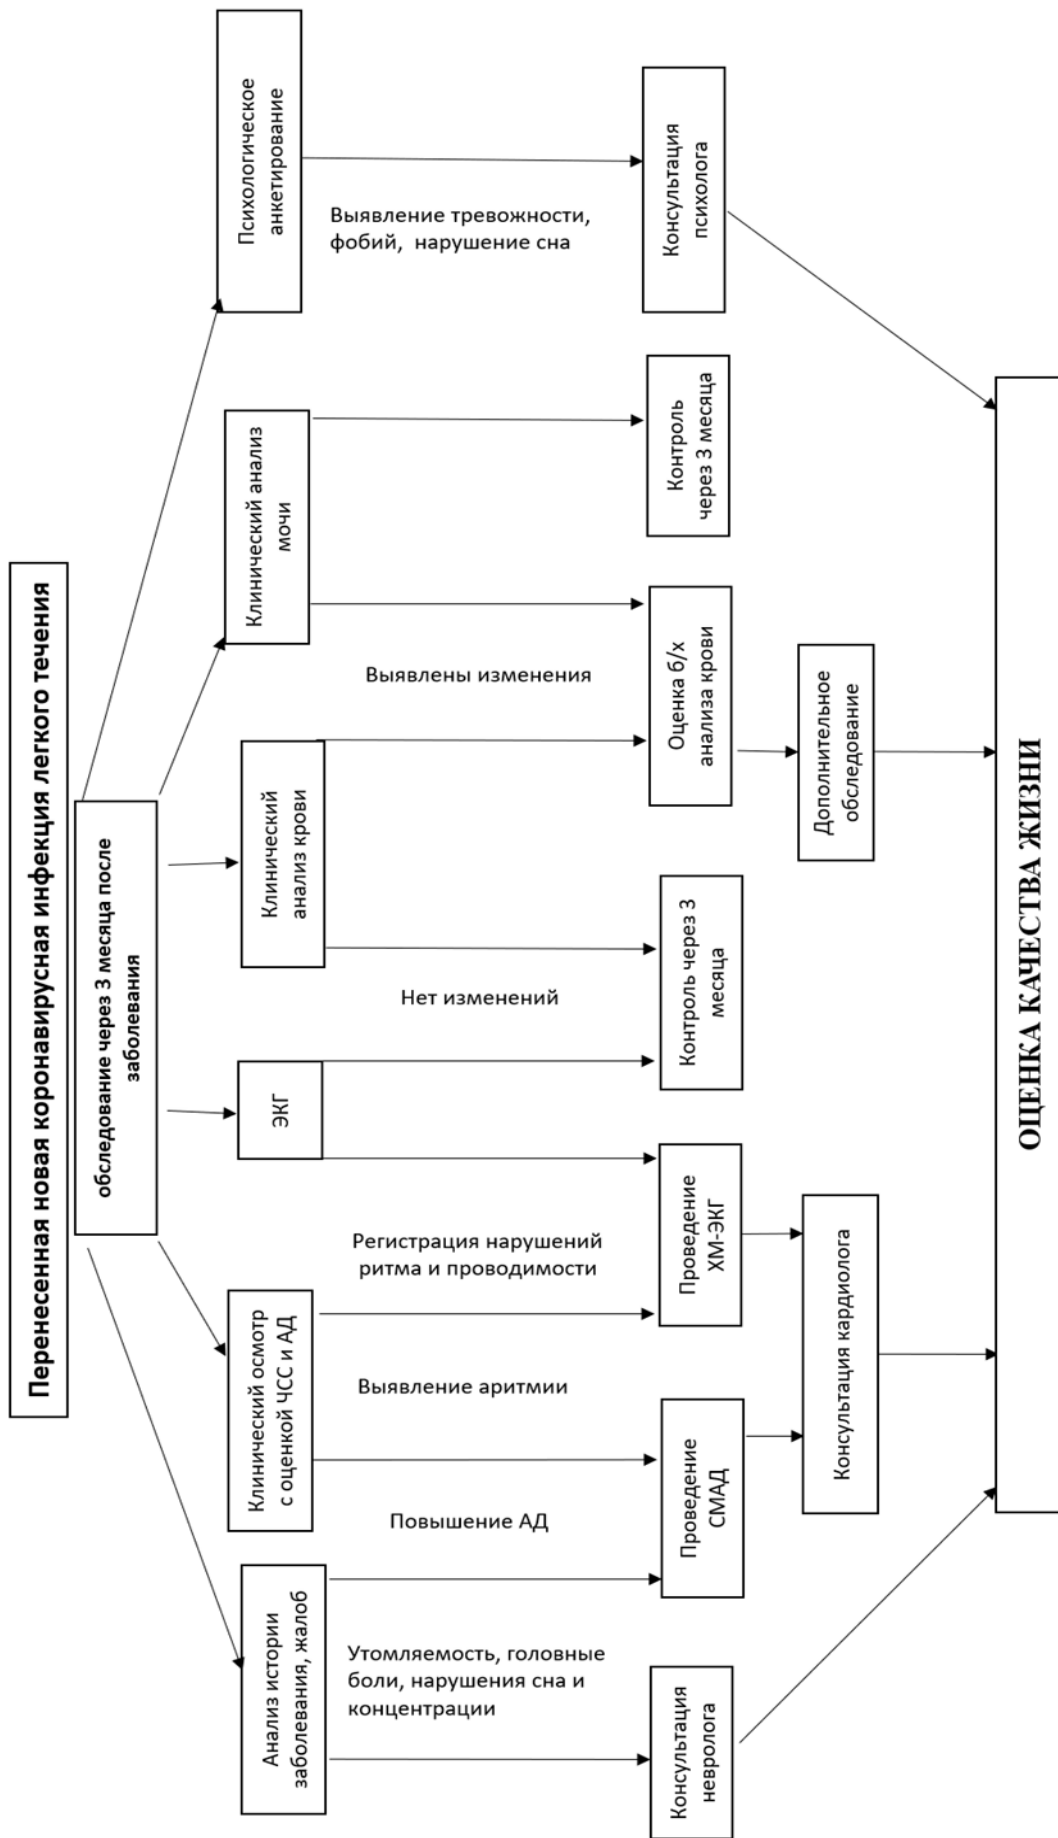 Перенесенная новая коронавирусная инфекция легкого течения
обследование через 3 месяца после
заболевания
Анализ истории
заболевания, жалоб
Клинический осмотр
с оценкой ЧСС и АД
ЭКГ
Клинический
анализ крови
Клинический анализ
мочи
Психологическое
анкетирование
Утомляемость, головные
боли, нарушения сна и
концентрации
Повышение АД
Выявление аритмии
Регистрация нарушений
ритма и проводимости
Нет изменений
Выявлены изменения
Выявление тревожности,
фобий, нарушение сна
Консультация
невролога
Проведение
СМАД
Проведение
ХМ-ЭКГ
Контроль через 3
месяца
Оценка б/х
анализа крови
Контроль
через 3 месяца
Консультация
психолога
Консультация кардиолога
Дополнительное
обследование
ОЦЕНКА КАЧЕСТВА ЖИЗНИ